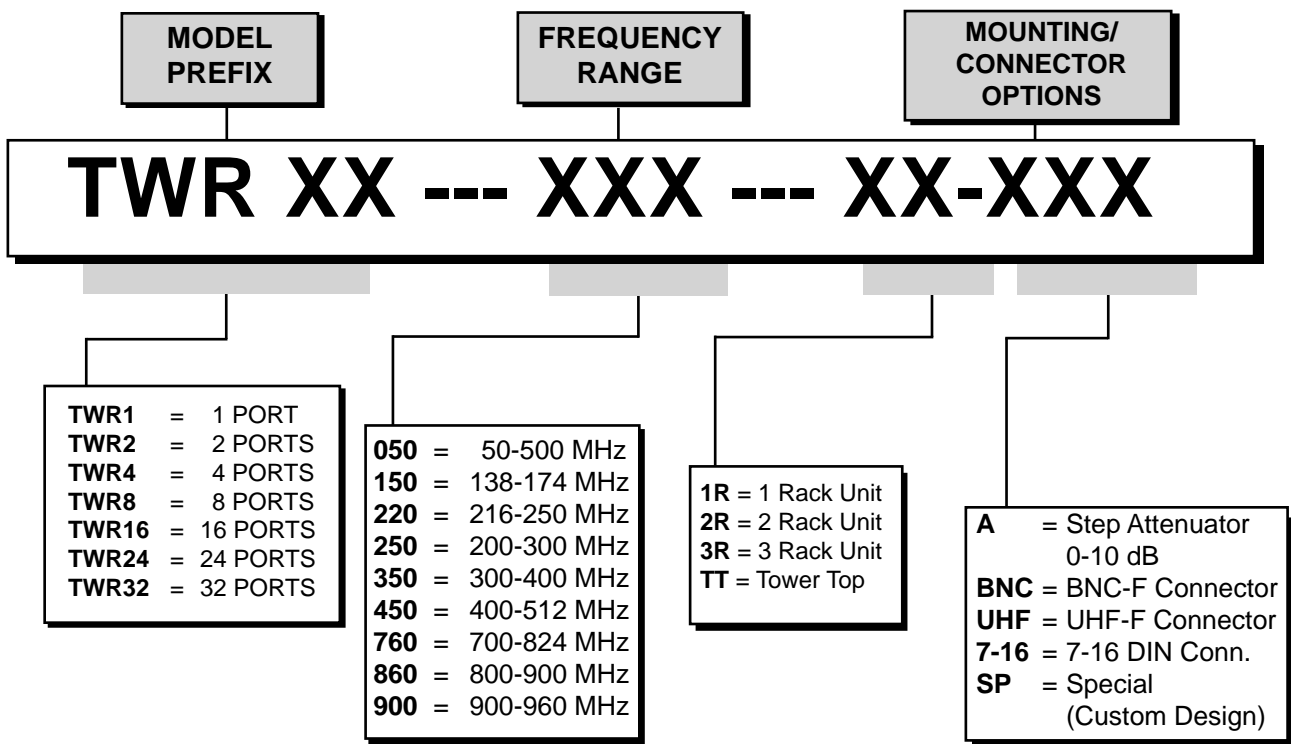 MODEL
PREFIX
FREQUENCY
RANGE
MOUNTING/
CONNECTOR
OPTIONS
TWR XX --- XXX --- XX-XXX
TWR1 = 1 PORT
TWR2 = 2 PORTS
TWR4 = 4 PORTS
TWR8 = 8 PORTS
TWR16 = 16 PORTS
TWR24 = 24 PORTS
TWR32 = 32 PORTS
050 = 50-500 MHz
150 = 138-174 MHz
220 = 216-250 MHz
250 = 200-300 MHz
350 = 300-400 MHz
450 = 400-512 MHz
760 = 700-824 MHz
860 = 800-900 MHz
900 = 900-960 MHz
1R = 1 Rack Unit
2R = 2 Rack Unit
3R = 3 Rack Unit
TT = Tower Top
A = Step Attenuator
0-10 dB
BNC = BNC-F Connector
UHF = UHF-F Connector
7-16 = 7-16 DIN Conn.
SP = Special
(Custom Design)